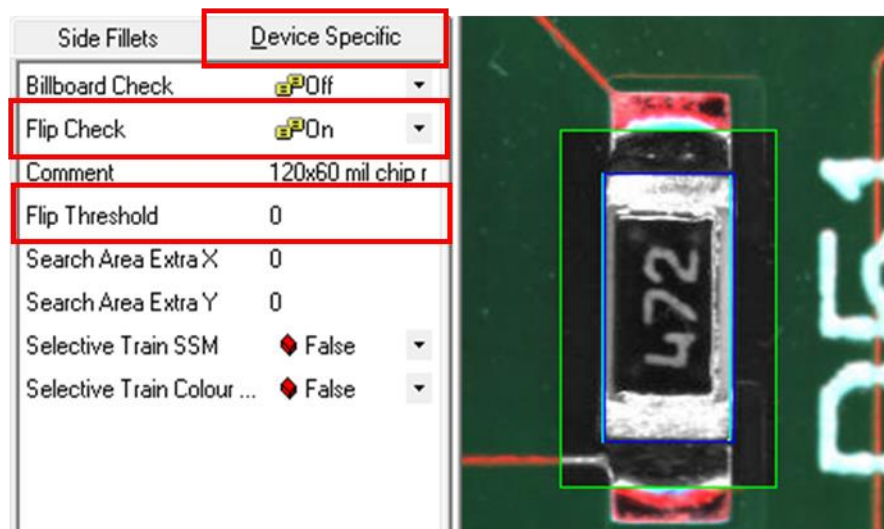 Side Fillets Device Specific
Billboard Check Off
Flip Check On
Comment 120x60 mil chip r
Flip Threshold 0
Search Area Extra X 0
Search Area Extra Y 0
Selective Train SSM False
Selective Train Colour ... False
472